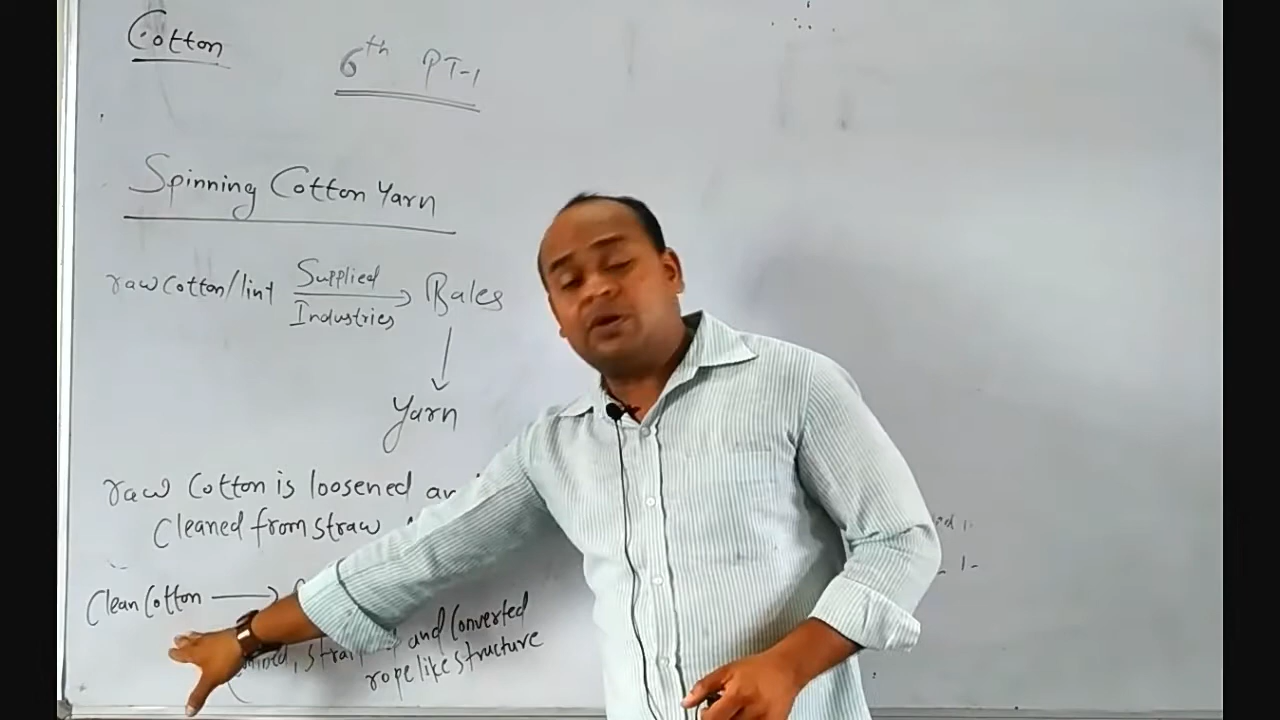 Cotton
6th PT-1
Spinning Cotton Yarn
raw Cotton/lint Supplied Industries → Bales
↓
Yarn
raw Cotton is loosened
Cleaned from straw
Clean Cotton →
and Converted
rope like structure